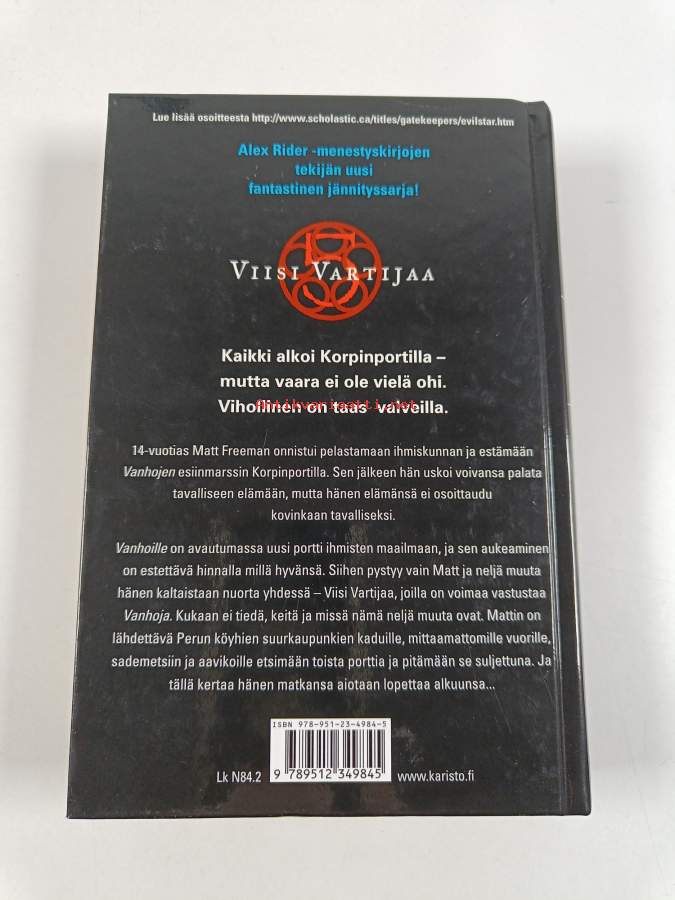 Lue lisää osoitteesta http://www.scholastic.ca/titles/gatekeepers/evilstar.htm
Alex Rider -menestyskirjojen
tekijän uusi
fantastinen jännityssarja!
5
VIISI VARTIJAA
Kaikki alkoi Korpinportilla –
mutta vaara ei ole vielä ohi.
Vihollinen on taas vaiveilla.
Antikvariaatti.net
14-vuotias Matt Freeman onnistui pelastamaan ihmiskunnan ja estämään
Vanhojen esiinmarssin Korpinportilla. Sen jälkeen hän uskoi voivansa palata
tavalliseen elämään, mutta hänen elämänsä ei osoittaudu
kovinkaan tavalliseksi.
Vanhoille on avautumassa uusi portti ihmisten maailmaan, ja sen aukeaminen
on estettävä hinnalla millä hyvänsä. Siihen pystyy vain Matt ja neljä muuta
hänen kaltaistaan nuorta yhdessä – Viisi Vartijaa, joilla on voimaa vastustaa
Vanhoja. Kukaan ei tiedä, keitä ja missä nämä neljä muuta ovat. Mattin on
lähdettävä Perun köyhien suurkaupunkien kaduille, mittaamattomille vuorille,
sademetsiin ja aavikoille etsimään toista porttia ja pitämään se suljettuna. Ja
tällä kertaa hänen matkansa aiotaan lopettaa alkuunsa...
ISBN 978-951-23-4984-5
Lk N84.2
9 789512 349845
www.karisto.fi